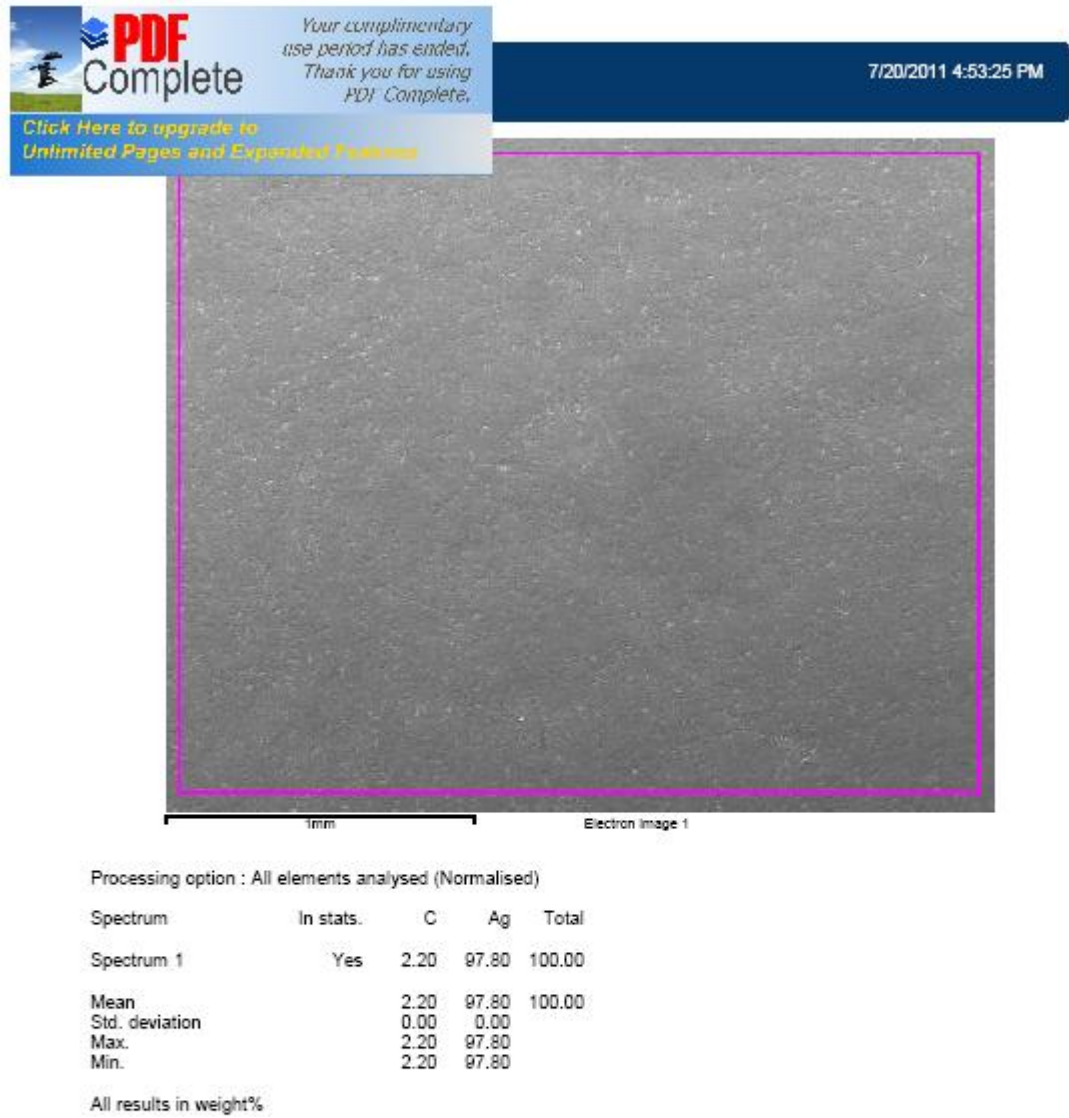 PDF
Complete
Your complimentary
use period has ended.
Thank you for using
PDF Complete.
Click Here to upgrade to
Unlimited Pages and Expanded Features
7/20/2011 4:53:25 PM
1mm
Electron Image 1
Processing option : All elements analysed (Normalised)
Spectrum In stats. C Ag Total
Spectrum 1 Yes 2.20 97.80 100.00
Mean 2.20 97.80 100.00
Std. deviation 0.00 0.00
Max. 2.20 97.80
Min. 2.20 97.80
All results in weight%